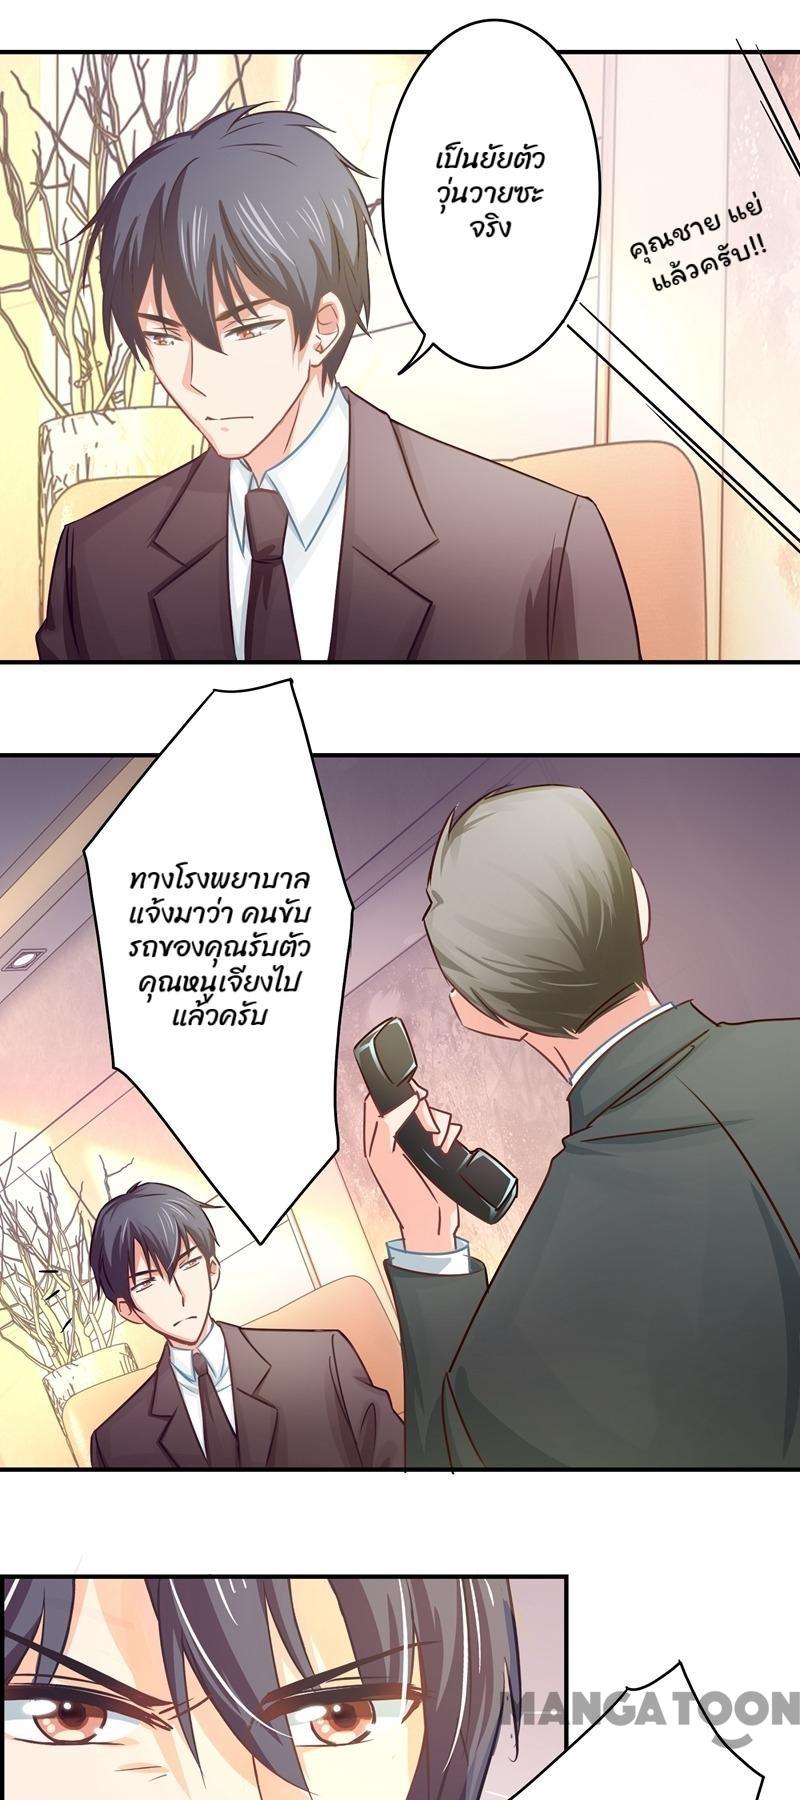 เป็นยัยตัว
วุ่นวายซะ
จริง
คุณชาย แย่
แล้วครับ!!
ทางโรงพยาบาล
แจ้งมาว่า คนขับ
รถของคุณรับตัว
คุณหนูเจียงไป
แล้วครับ
MANGATOON